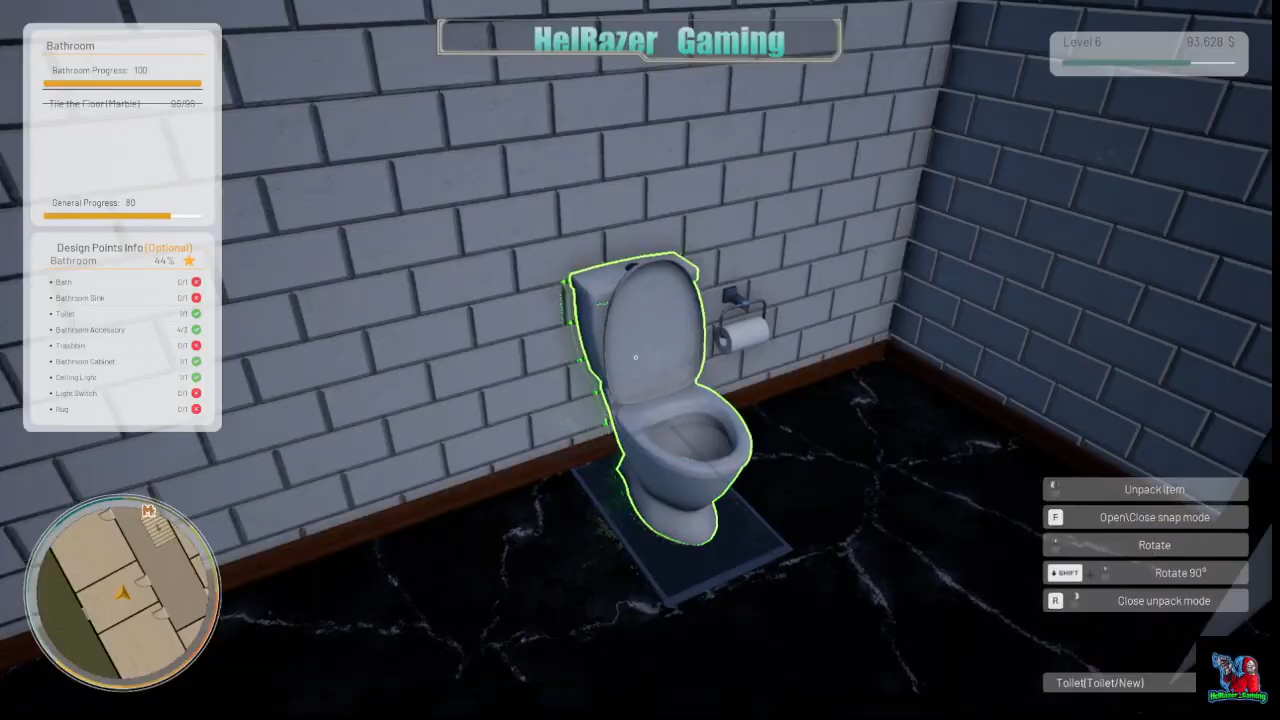 HelRazer Gaming
Bathroom
Bathroom Progress: 100
Tile the Floor(Marble) 96/96
General Progress: 80
Design Points Info (Optional)
Bathroom 44%
Bath 0/1
Bathroom Sink 0/1
Toilet 1/1
Bathroom Accessory 4/3
Trashbin 0/1
Bathroom Cabinet 1/1
Ceiling Light 1/1
Light Switch 0/1
Rug 0/1
Level 6 93.628 $
Unpack Item
F Open\Close snap mode
Rotate
SHIFT + Rotate 90°
R Close unpack mode
Toilet(Toilet/New)
HelRazer_Gaming